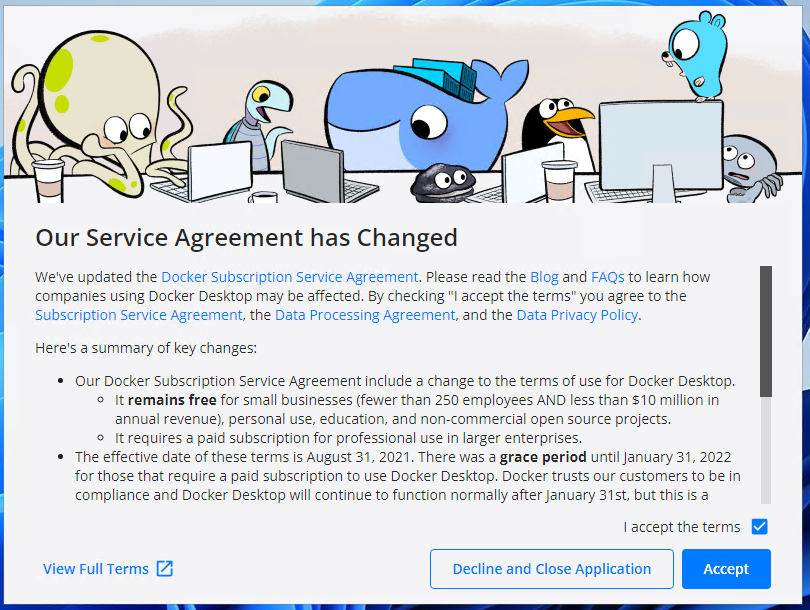 Our Service Agreement has Changed
We've updated the Docker Subscription Service Agreement. Please read the Blog and FAQs to learn how
companies using Docker Desktop may be affected. By checking "I accept the terms" you agree to the
Subscription Service Agreement, the Data Processing Agreement, and the Data Privacy Policy.
Here's a summary of key changes:
• Our Docker Subscription Service Agreement include a change to the terms of use for Docker Desktop.
◦ It remains free for small businesses (fewer than 250 employees AND less than $10 million in
annual revenue), personal use, education, and non-commercial open source projects.
◦ It requires a paid subscription for professional use in larger enterprises.
• The effective date of these terms is August 31, 2021. There was a grace period until January 31, 2022
for those that require a paid subscription to use Docker Desktop. Docker trusts our customers to be in
compliance and Docker Desktop will continue to function normally after January 31st, but this is a
I accept the terms
View Full Terms
Decline and Close Application
Accept